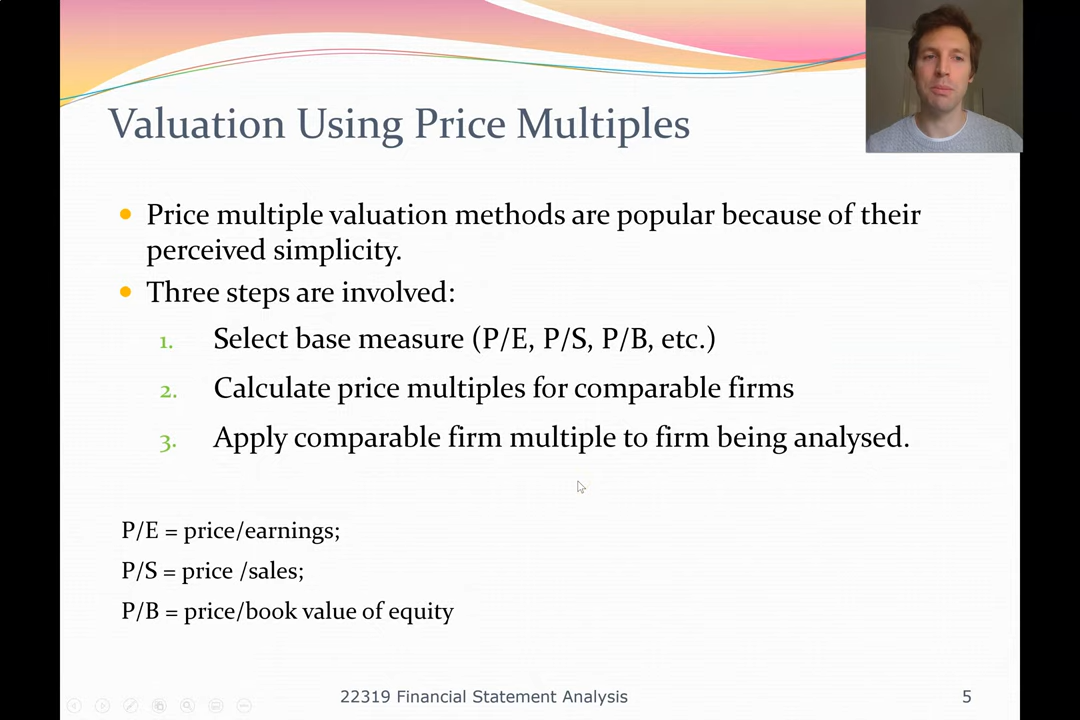 Valuation Using Price Multiples
• Price multiple valuation methods are popular because of their
perceived simplicity.
• Three steps are involved:
1. Select base measure (P/E, P/S, P/B, etc.)
2. Calculate price multiples for comparable firms
3. Apply comparable firm multiple to firm being analysed.
P/E = price/earnings;
P/S = price /sales;
P/B = price/book value of equity
22319 Financial Statement Analysis
5